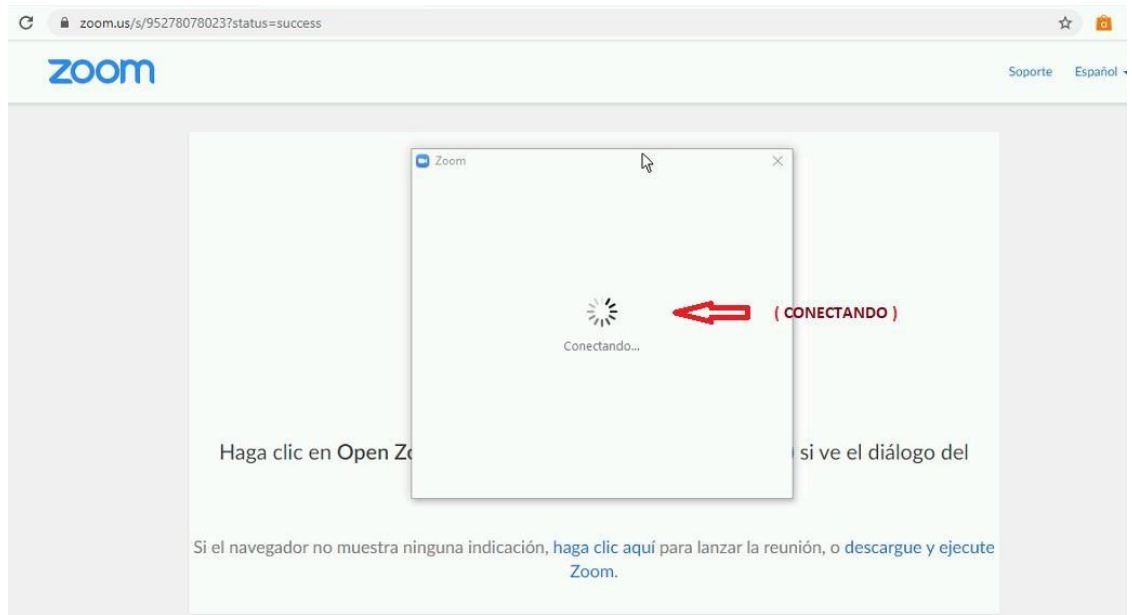 zoom.us/s/95278078023?status=success
zoom
Soporte Español
Zoom
( CONECTANDO )
Conectando...
Haga clic en Open Zo si ve el diálogo del
Si el navegador no muestra ninguna indicación, haga clic aquí para lanzar la reunión, o descargue y ejecute
Zoom.